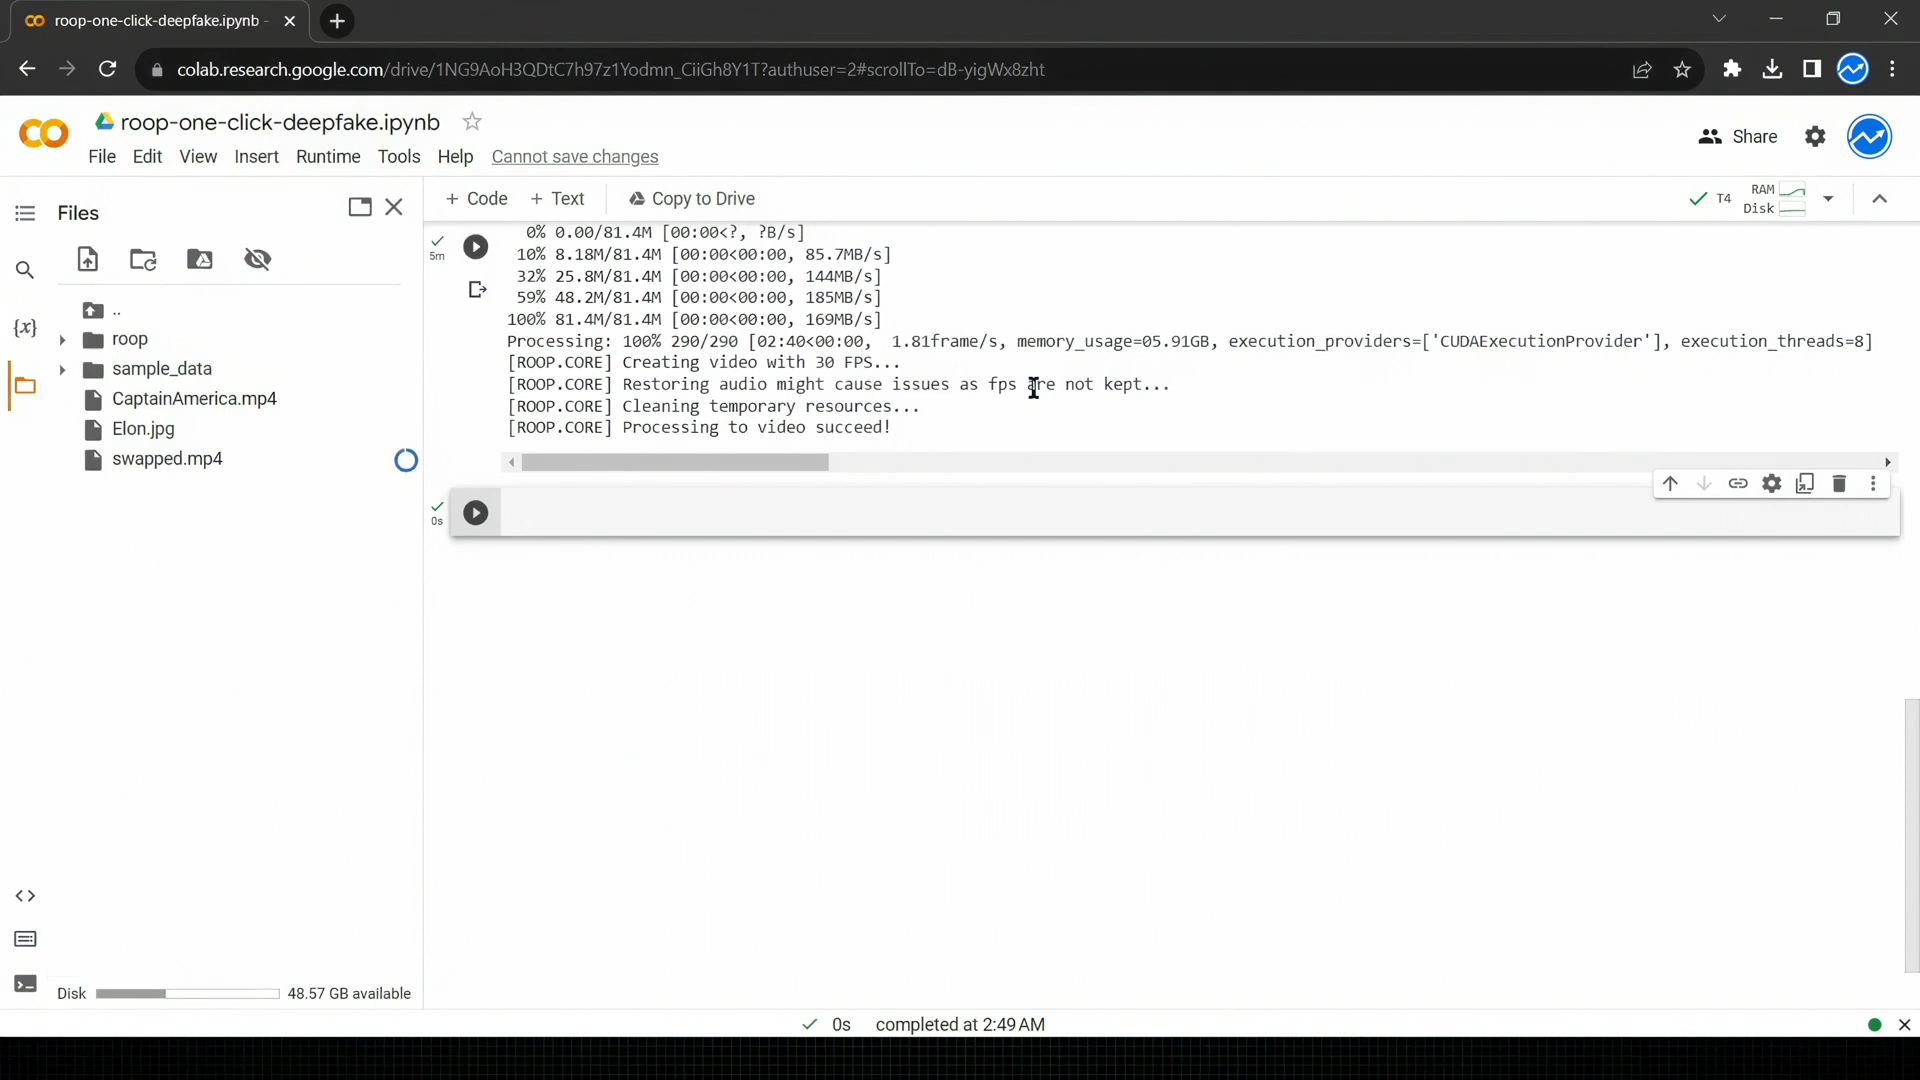 roop-one-click-deepfake.ipynb -
colab.research.google.com/drive/1NG9AoH3QDtC7h97z1Yodmn_CiiGh8Y1T?authuser=2#scrollTo=dB-yigWx8zht
CO
roop-one-click-deepfake.ipynb
Share
File Edit View Insert Runtime Tools Help Cannot save changes
Files
+ Code + Text Copy to Drive
T4 RAM
Disk
..
roop
sample_data
CaptainAmerica.mp4
Elon.jpg
swapped.mp4
{x}
5m
0% 0.00/81.4M [00:00<?, ?B/s]
10% 8.18M/81.4M [00:00<00:00, 85.7MB/s]
32% 25.8M/81.4M [00:00<00:00, 144MB/s]
59% 48.2M/81.4M [00:00<00:00, 185MB/s]
100% 81.4M/81.4M [00:00<00:00, 169MB/s]
Processing: 100% 290/290 [02:40<00:00, 1.81frame/s, memory_usage=05.91GB, execution_providers=['CUDAExecutionProvider'], execution_threads=8]
[ROOP.CORE] Creating video with 30 FPS...
[ROOP.CORE] Restoring audio might cause issues as fps are not kept...
[ROOP.CORE] Cleaning temporary resources...
[ROOP.CORE] Processing to video succeed!
0s
Disk 48.57 GB available
0s completed at 2:49 AM